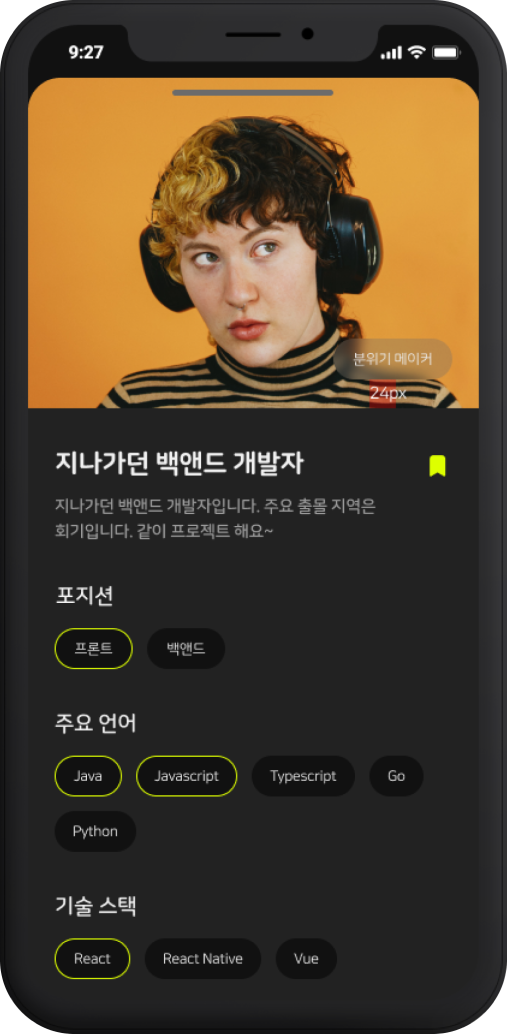 9:27
분위기 메이커
24px
지나가던 백앤드 개발자
지나가던 백앤드 개발자입니다. 주요 출몰 지역은
회기입니다. 같이 프로젝트 해요~
포지션
프론트
백앤드
주요 언어
Java
Javascript
Typescript
Go
Python
기술 스택
React
React Native
Vue